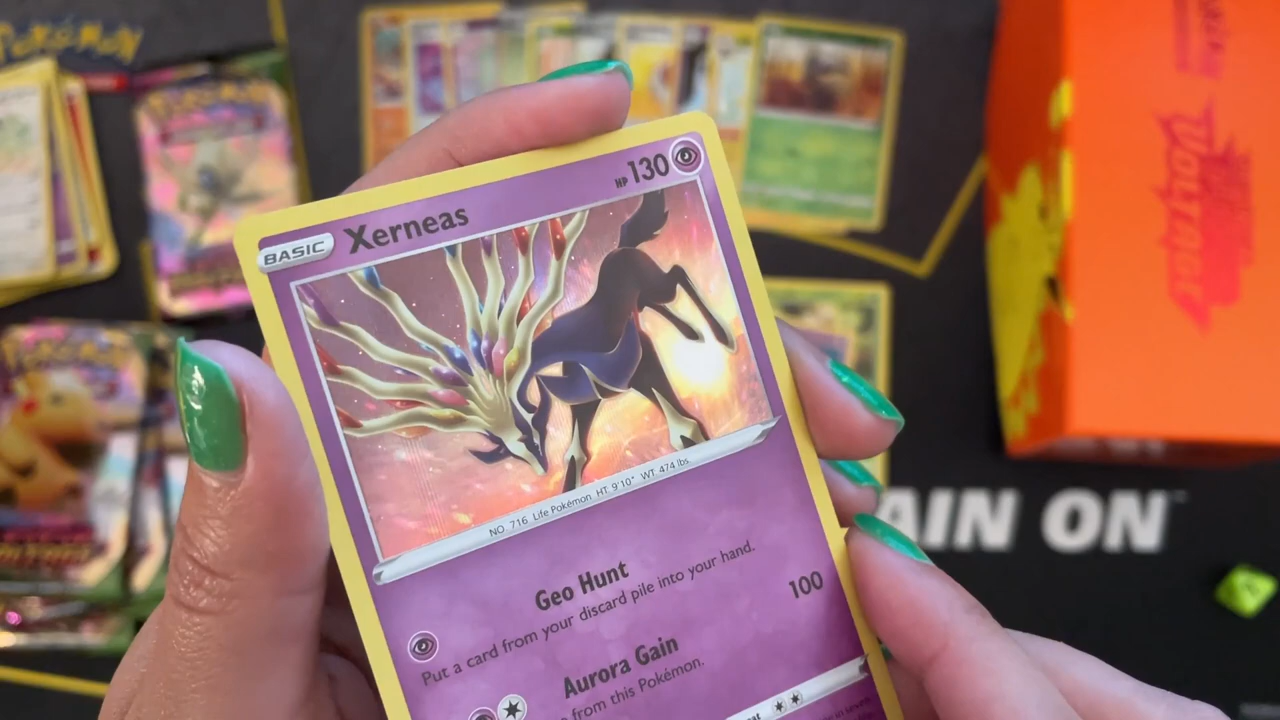 Pokémon
BASIC
Xerneas
HP 130
NO. 716 Life Pokémon HT 9'10" WT 474 lbs.
Geo Hunt
Put a card from your discard pile into your hand.
Aurora Gain
100
from this Pokémon.
AIN ON